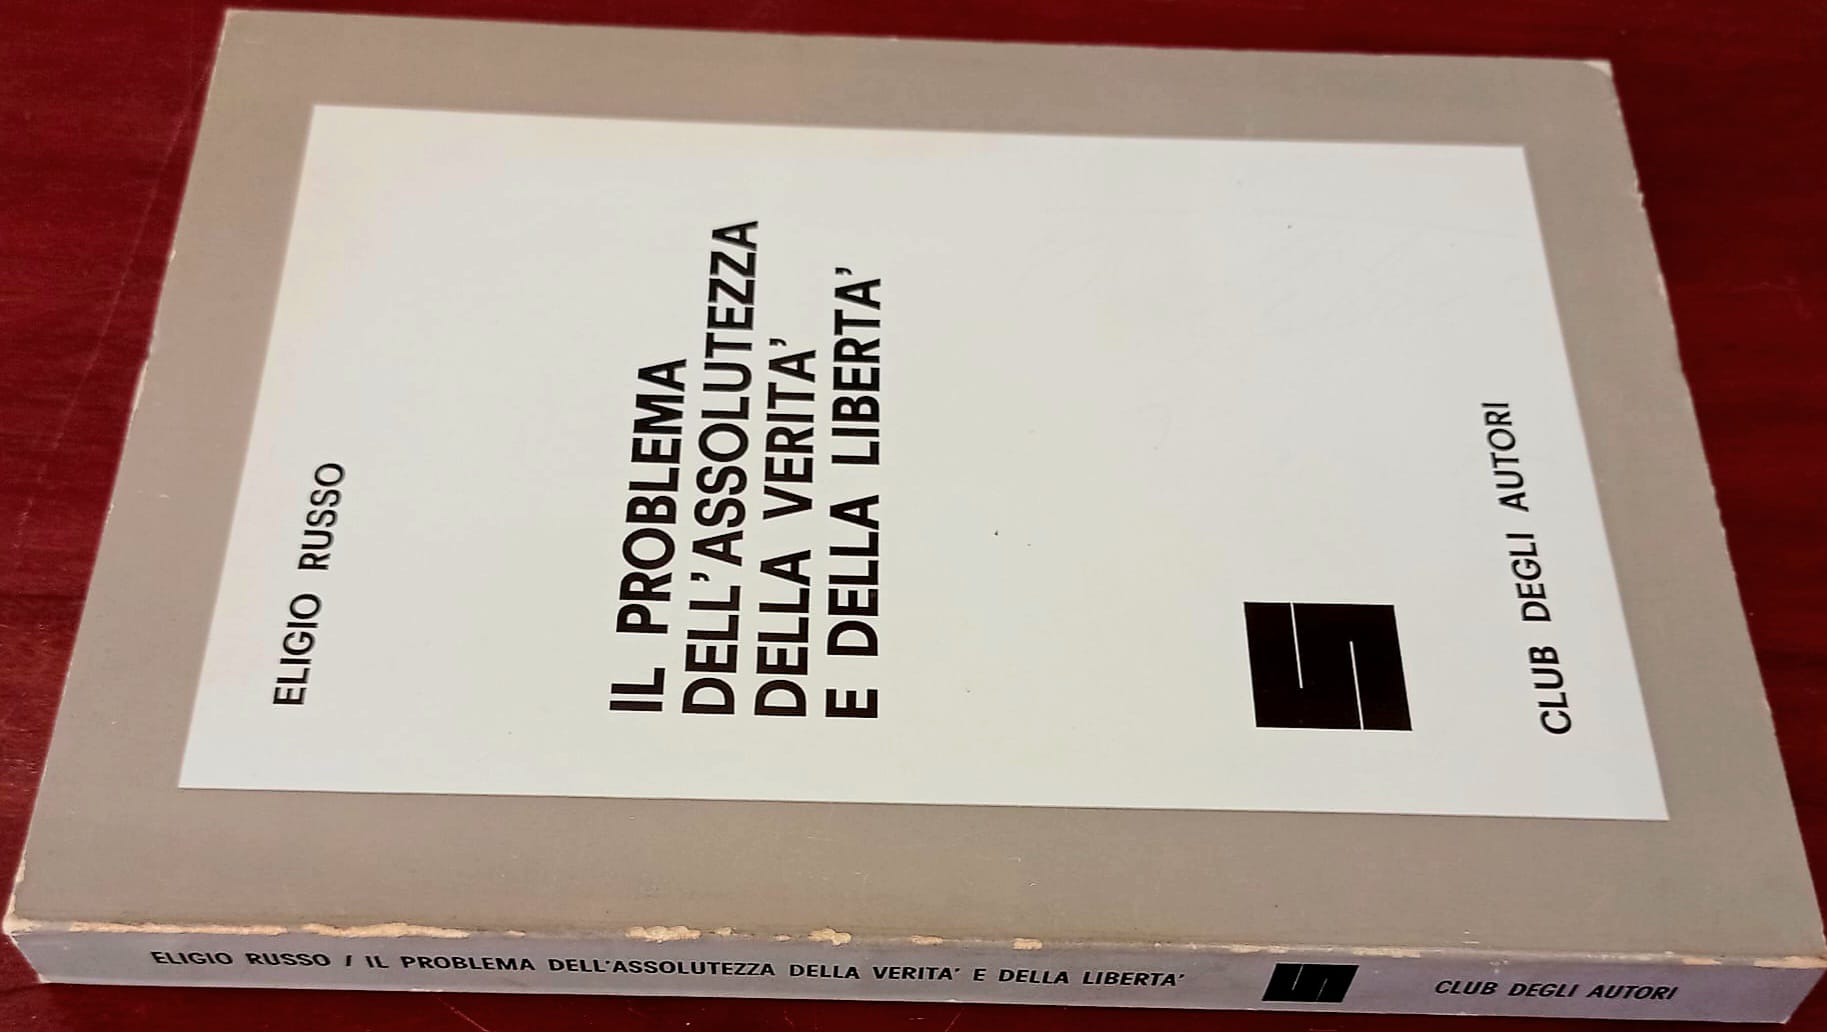 ELIGIO RUSSO
IL PROBLEMA
DELL'ASSOLUTEZZA
DELLA VERITA'
E DELLA LIBERTA'
CLUB DEGLI AUTORI
ELIGIO RUSSO / IL PROBLEMA DELL'ASSOLUTEZZA DELLA VERITA' E DELLA LIBERTA' CLUB DEGLI AUTORI